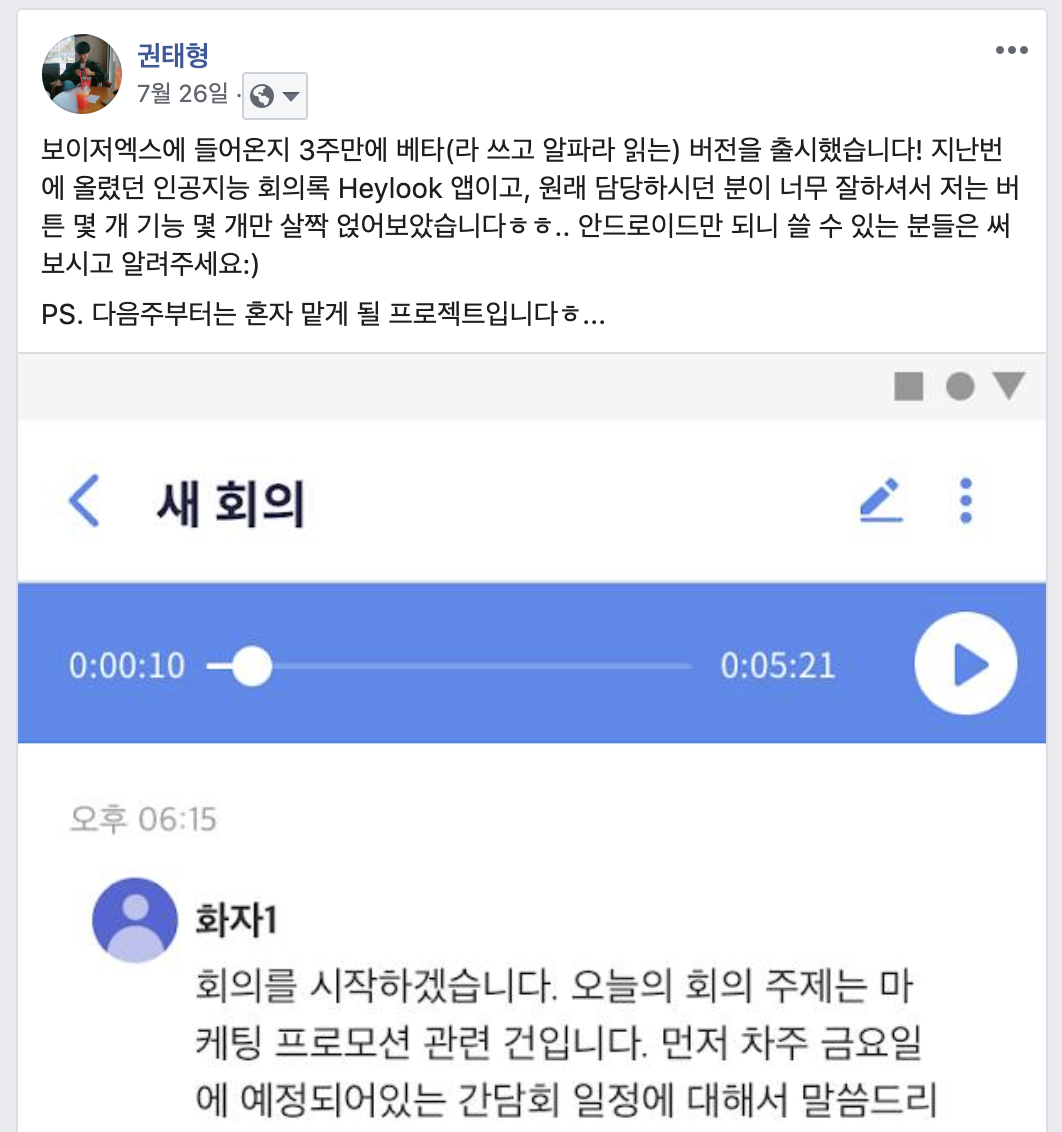 권태형
7월 26일 ·
보이저엑스에 들어온지 3주만에 베타(라 쓰고 알파라 읽는) 버전을 출시했습니다! 지난번
에 올렸던 인공지능 회의록 Heylook 앱이고, 원래 담당하시던 분이 너무 잘하셔서 저는 버
튼 몇 개 기능 몇 개만 살짝 얹어보았습니다ㅎㅎ.. 안드로이드만 되니 쓸 수 있는 분들은 써
보시고 알려주세요:)
PS. 다음주부터는 혼자 맡게 될 프로젝트입니다ㅎ...
새 회의
0:00:10
0:05:21
오후 06:15
화자1
회의를 시작하겠습니다. 오늘의 회의 주제는 마
케팅 프로모션 관련 건입니다. 먼저 차주 금요일
에 예정되어있는 간담회 일정에 대해서 말씀드리